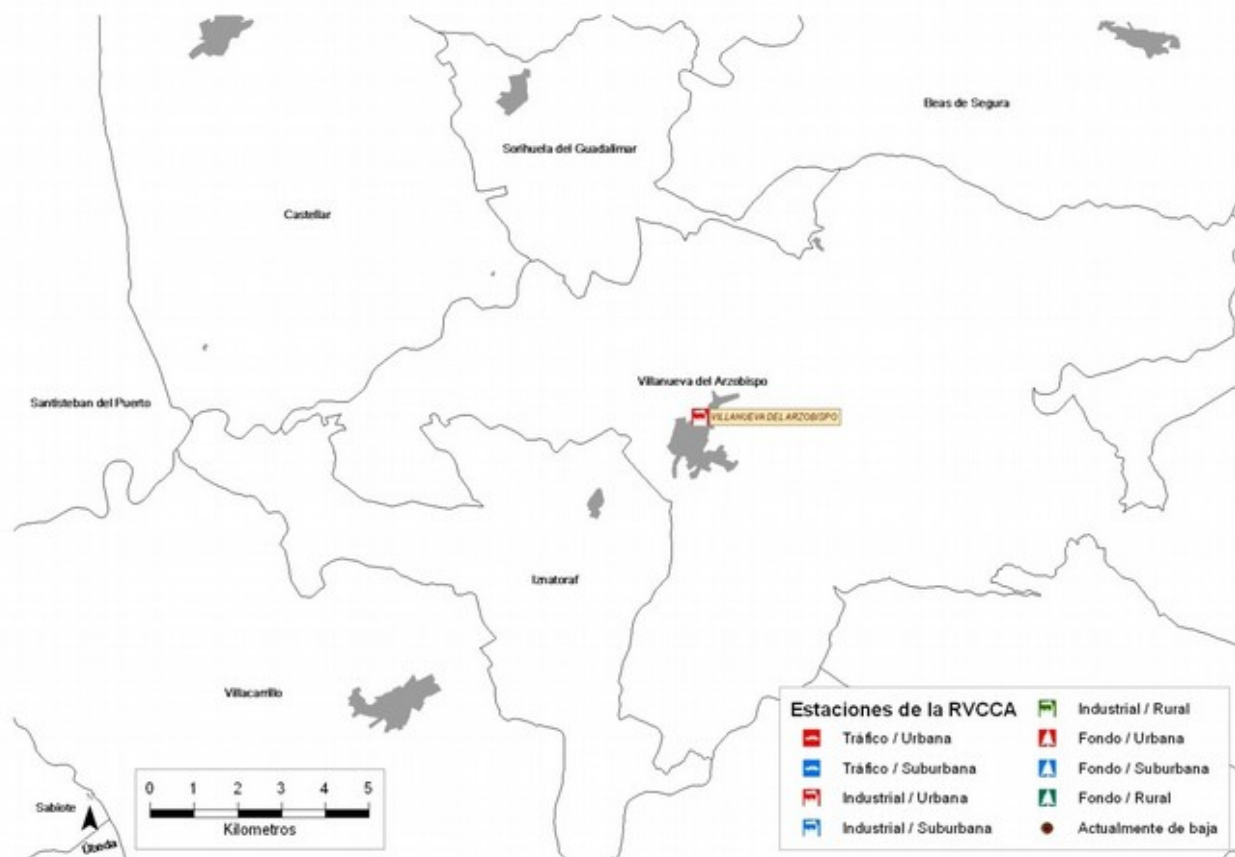 Beas de Segura
Sorihuela del Guadalimar
Castellar
Villanueva del Arzobispo
Santisteban del Puerto
VILLANUEVA DEL ARZOBISPO
Iznatoraf
Villacarrillo
Sabiote
Úbeda
0 1 2 3 4 5
Kilometros
Estaciones de la RVCCA
Tráfico / Urbana
Tráfico / Suburbana
Industrial / Urbana
Industrial / Suburbana
Industrial / Rural
Fondo / Urbana
Fondo / Suburbana
Fondo / Rural
Actualmente de baja